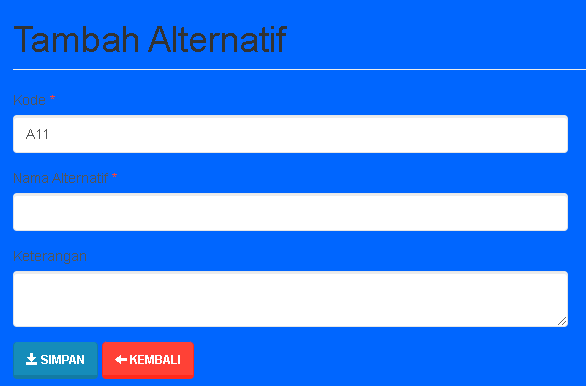 Tambah Alternatif
Kode *
A11
Nama Alternatif *
Keterangan
SIMPAN
KEMBALI